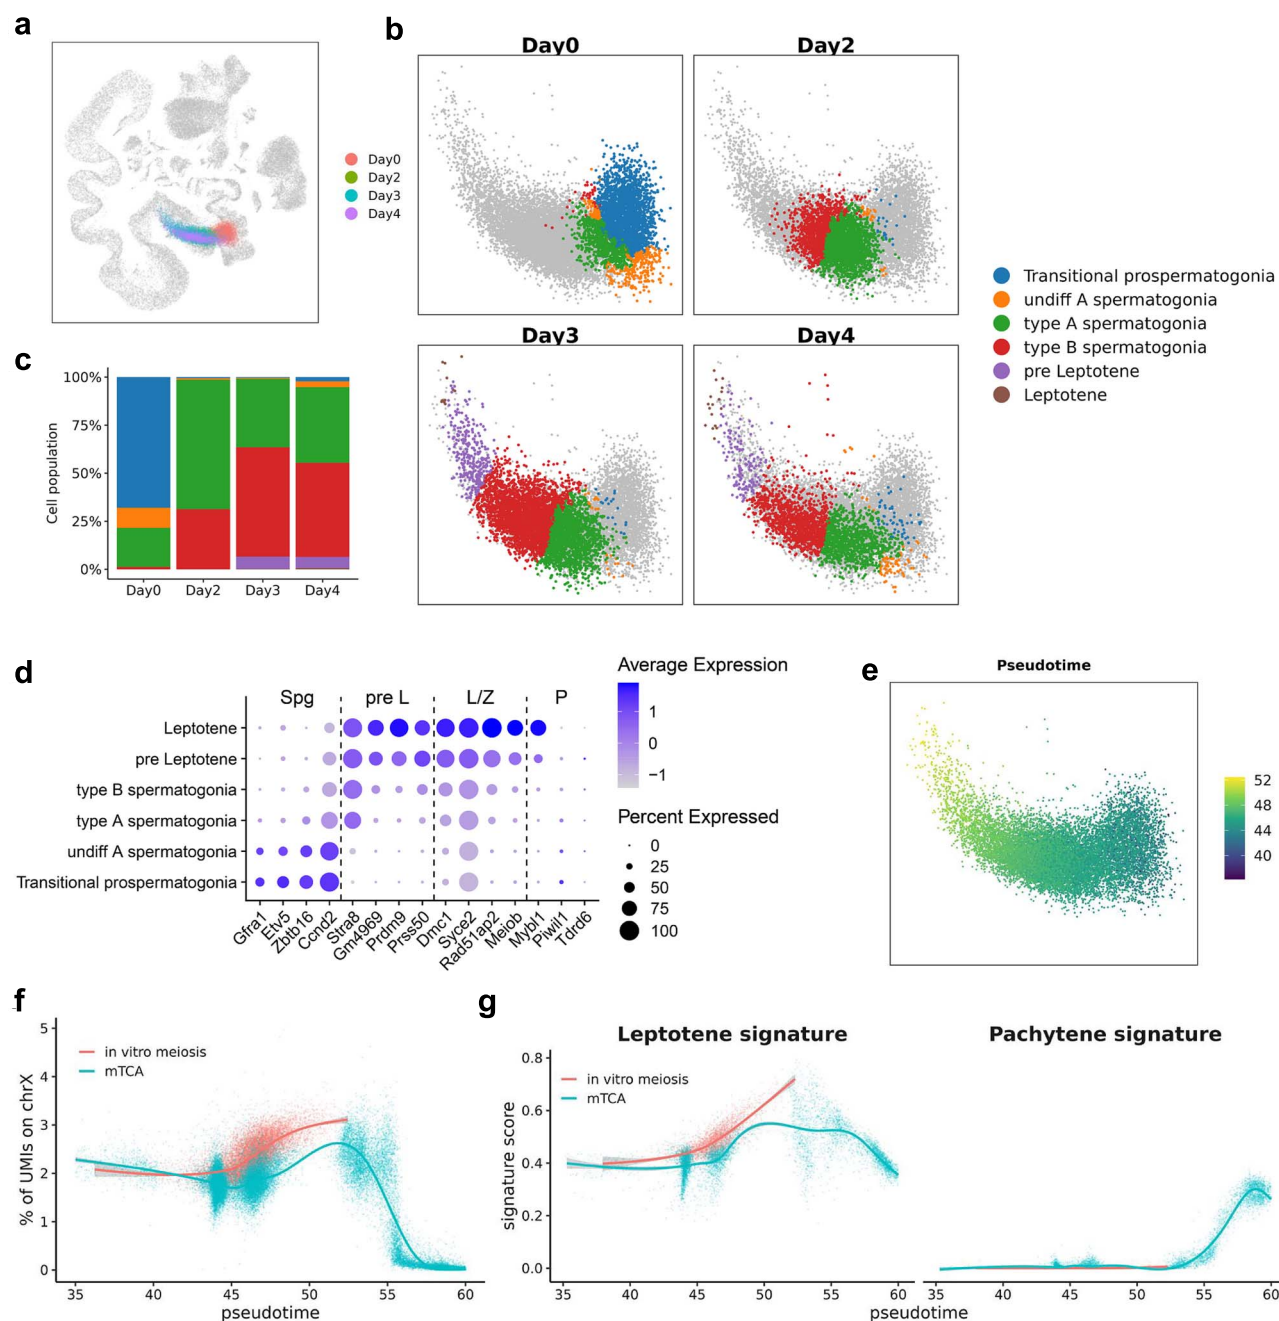 a
b
Day0
Day2
Day0
Day2
Day3
Day4
Day3
Day4
Transitional prospermatogonia
undiff A spermatogonia
type A spermatogonia
type B spermatogonia
pre Leptotene
Leptotene
c
100%
75%
50%
25%
0%
Cell population
Day0 Day2 Day3 Day4
d
Spg pre L L/Z P
Leptotene
pre Leptotene
type B spermatogonia
type A spermatogonia
undiff A spermatogonia
Transitional prospermatogonia
Gfra1 Etv5 Zbtb16 Ccnd2 Stra8 Gm4969 Prdm9 Prss50 Dmc1 Syce2 Rad51ap2 Meiob Mybl1 Piwil1 Tdrd6
Average Expression
1
0
−1
Percent Expressed
0
25
50
75
100
e
Pseudotime
52
48
44
40
f
5
4
3
2
1
0
% of UMIs on chrX
in vitro meiosis
mTCA
35 40 45 50 55 60
pseudotime
g
Leptotene signature
Pachytene signature
0.8
0.6
0.4
0.2
0.0
signature score
in vitro meiosis
mTCA
35 40 45 50 55 60
35 40 45 50 55 60
pseudotime